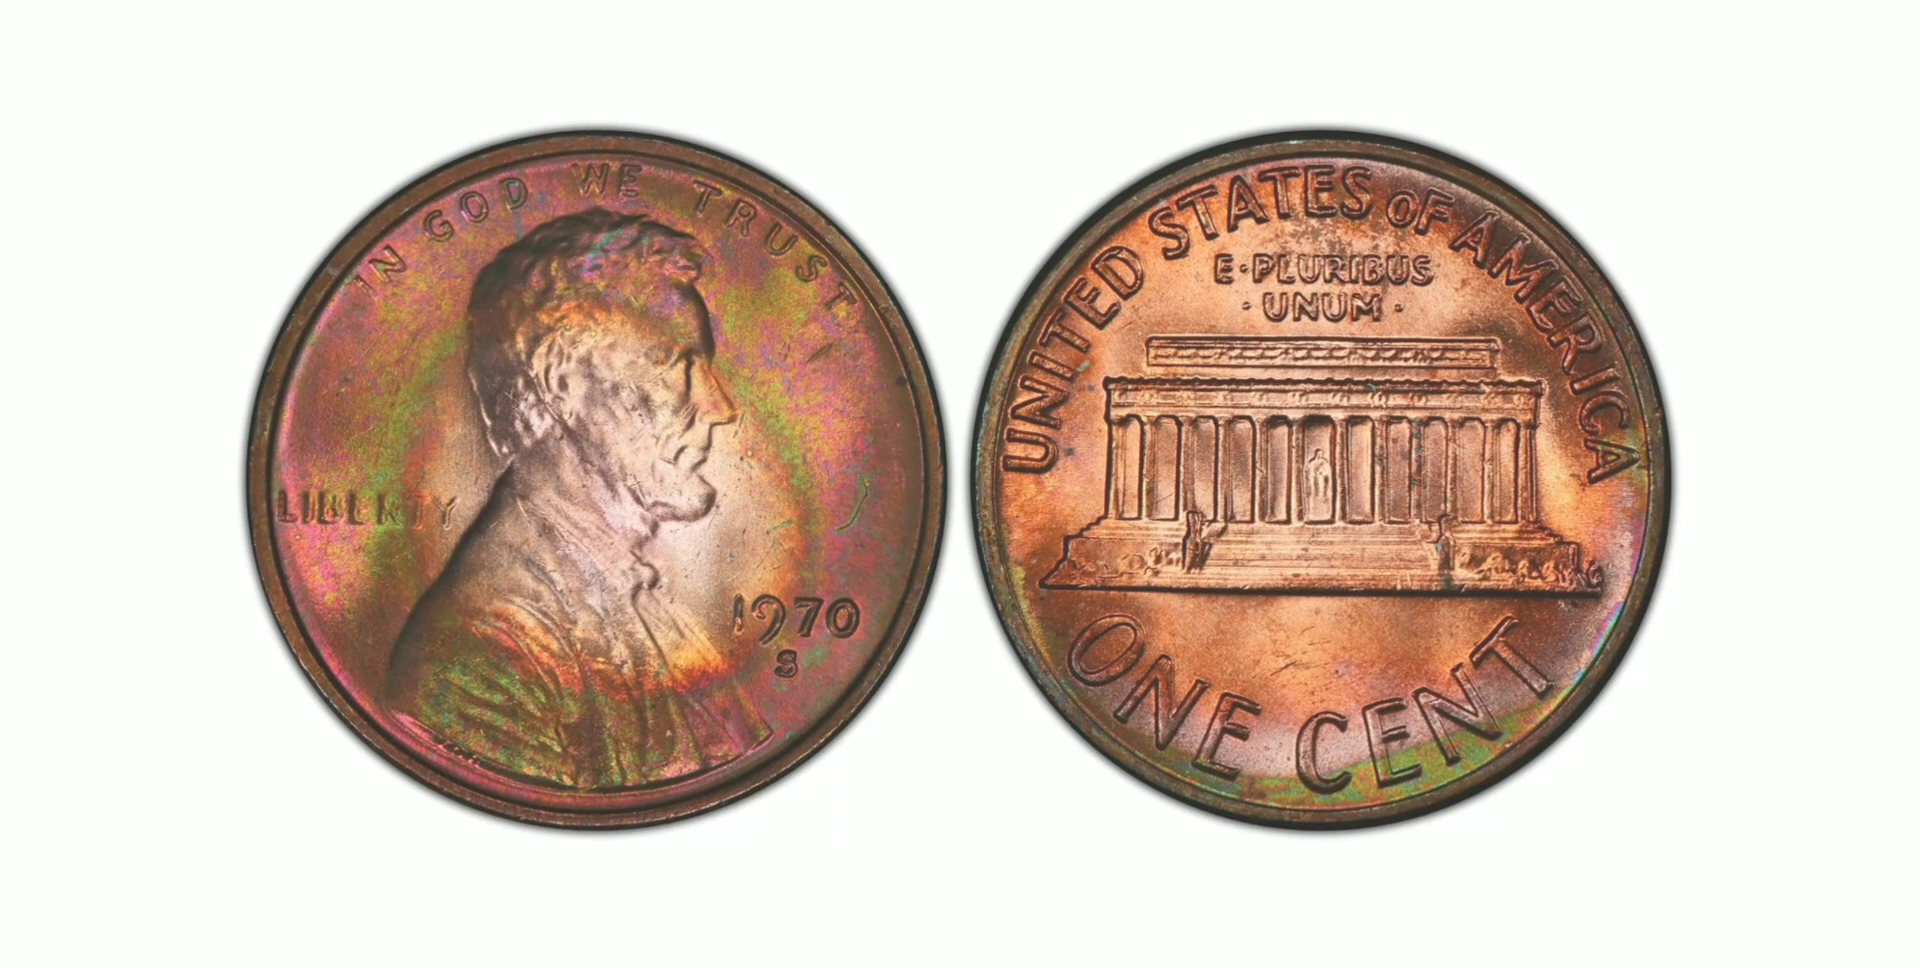 IN GOD WE TRUST
LIBERTY
1970
S
UNITED STATES OF AMERICA
E·PLURIBUS
·UNUM·
ONE CENT